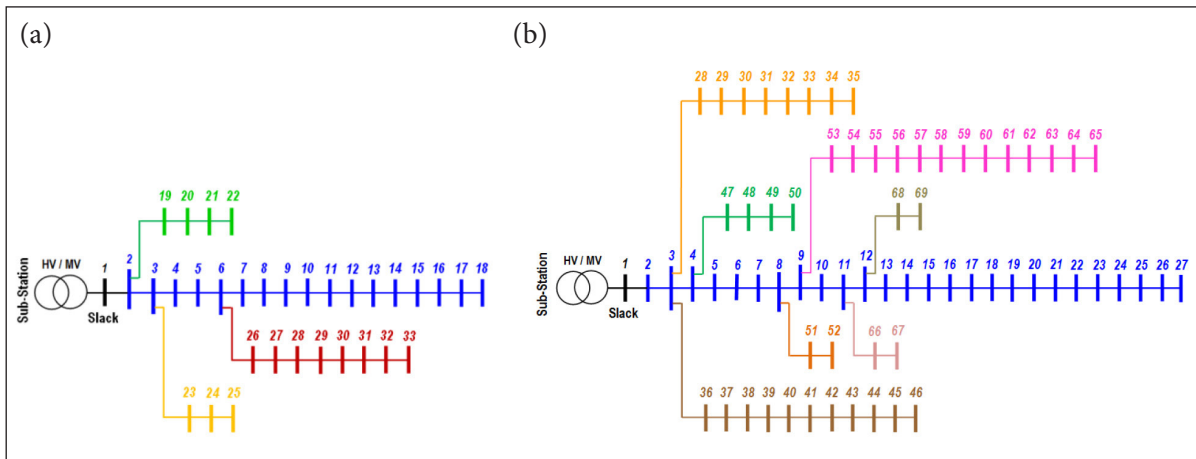 (a)
19 20 21 22
HV / MV
Sub-Station
1 2 3 4 5 6 7 8 9 10 11 12 13 14 15 16 17 18
Slack
26 27 28 29 30 31 32 33
23 24 25
(b)
28 29 30 31 32 33 34 35
53 54 55 56 57 58 59 60 61 62 63 64 65
47 48 49 50
68 69
HV / MV
Sub-Station
1 2 3 4 5 6 7 8 9 10 11 12 13 14 15 16 17 18 19 20 21 22 23 24 25 26 27
Slack
51 52
66 67
36 37 38 39 40 41 42 43 44 45 46